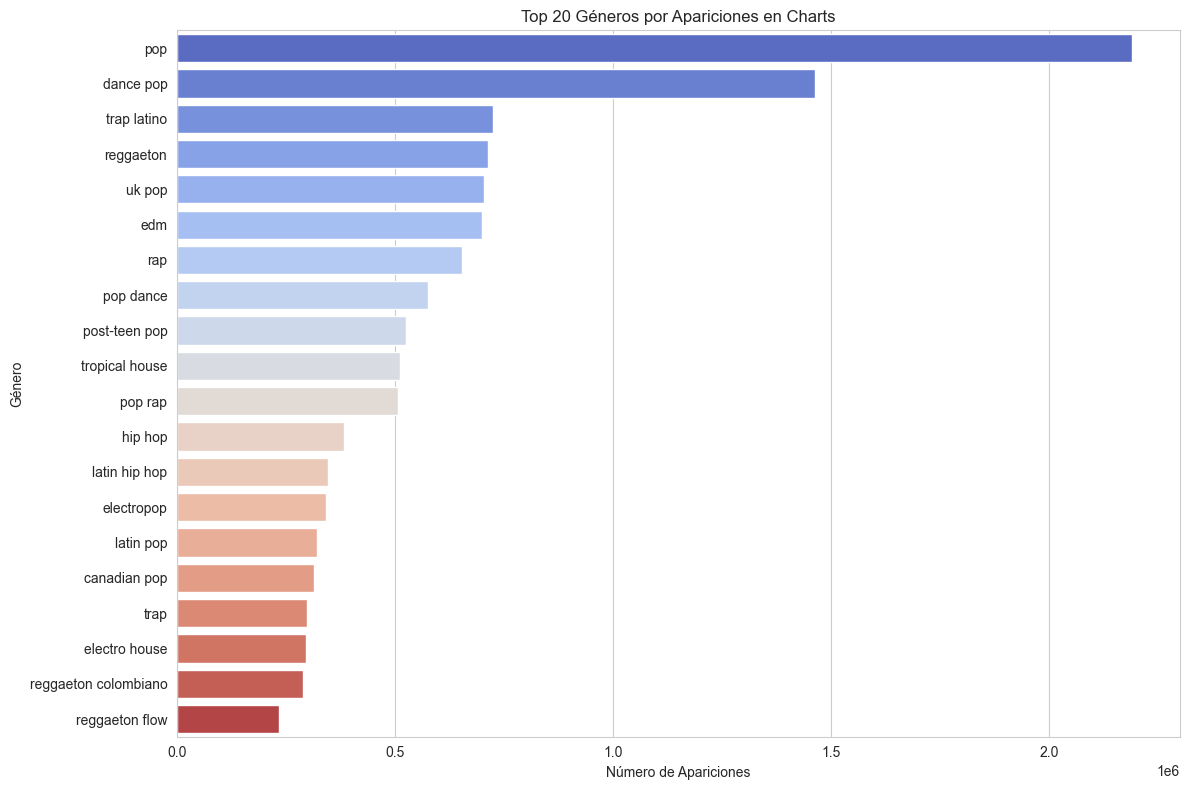 Top 20 Géneros por Apariciones en Charts
Género
pop
dance pop
trap latino
reggaeton
uk pop
edm
rap
pop dance
post-teen pop
tropical house
pop rap
hip hop
latin hip hop
electropop
latin pop
canadian pop
trap
electro house
reggaeton colombiano
reggaeton flow
0.0 0.5 1.0 1.5 2.0
1e6
Número de Apariciones